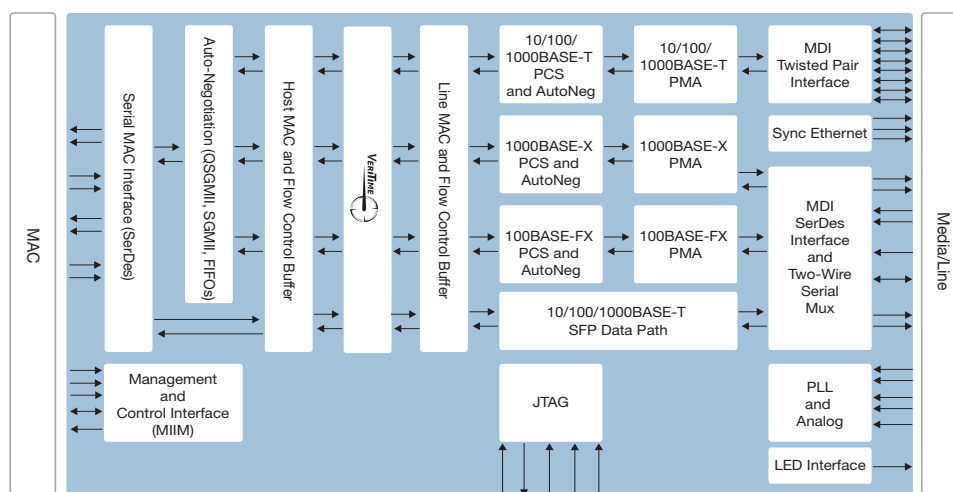 MAC
Serial MAC Interface (SerDes)
Auto-Negotiation (QSGMII, SGMII, FIFOs)
Host MAC and Flow Control Buffer
VERITIME
Line MAC and Flow Control Buffer
10/100/
1000BASE-T
PCS
and AutoNeg
10/100/
1000BASE-T
PMA
MDI
Twisted Pair
Interface
Sync Ethernet
1000BASE-X
PCS and
AutoNeg
1000BASE-X
PMA
100BASE-FX
PCS and
AutoNeg
100BASE-FX
PMA
MDI
SerDes
Interface
and
Two-Wire
Serial
Mux
10/100/1000BASE-T
SFP Data Path
Management
and
Control Interface
(MIIM)
JTAG
PLL
and
Analog
LED Interface
Media/Line